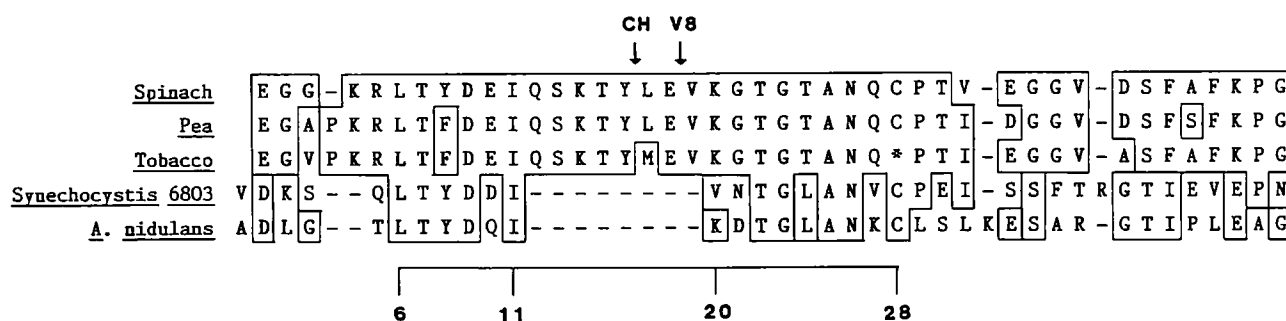 CH V8
Spinach E G G - K R L T Y D E I Q S K T Y L E V K G T G T A N Q C P T V - E G G V - D S F A F K P G
Pea E G A P K R L T F D E I Q S K T Y L E V K G T G T A N Q C P T I - D G G V - D S F S F K P G
Tobacco E G V P K R L T F D E I Q S K T Y M E V K G T G T A N Q * P T I - E G G V - A S F A F K P G
Synechocystis 6803 V D K S - - Q L T Y D D I - - - - - - - - V N T G L A N V C P E I - S S F T R G T I E V E P N
A. nidulans A D L G - - T L T Y D Q I - - - - - - - - K D T G L A N K C L S L K E S A R - G T I P L E A G
6 11 20 28